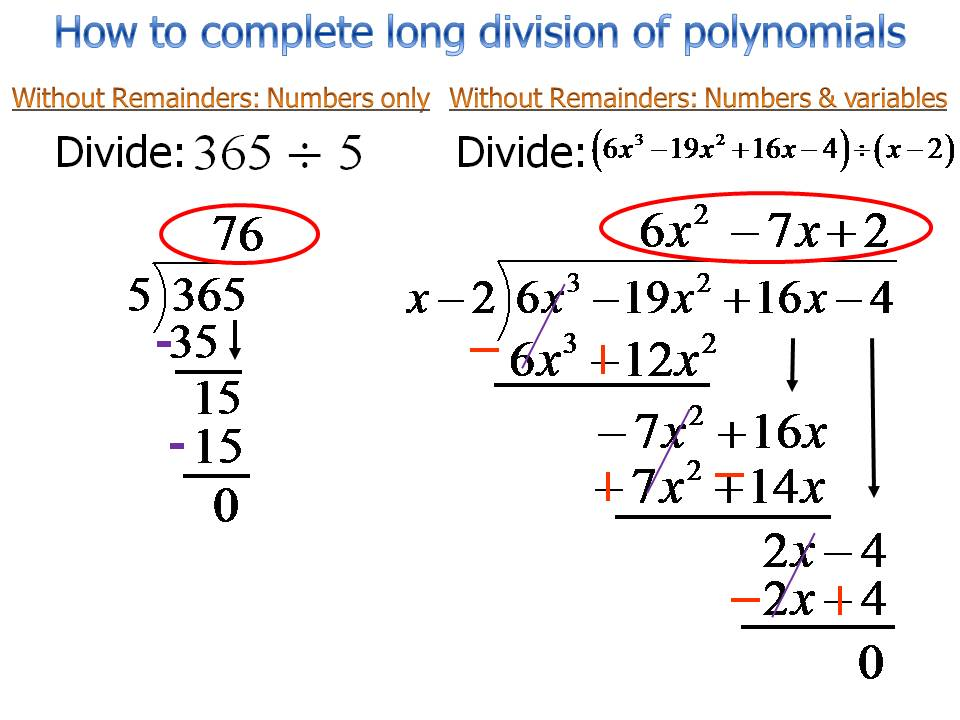 How to complete long division of polynomials
Without Remainders: Numbers only
Divide: 365 ÷ 5
76
5)365
-35
15
-15
0
Without Remainders: Numbers & variables
Divide: (6x³ − 19x² + 16x − 4) ÷ (x − 2)
6x² − 7x + 2
x − 2)6x³ − 19x² + 16x − 4
− 6x³ + 12x²
− 7x² + 16x
+ 7x² − + 14x
2x − 4
− 2x + 4
0